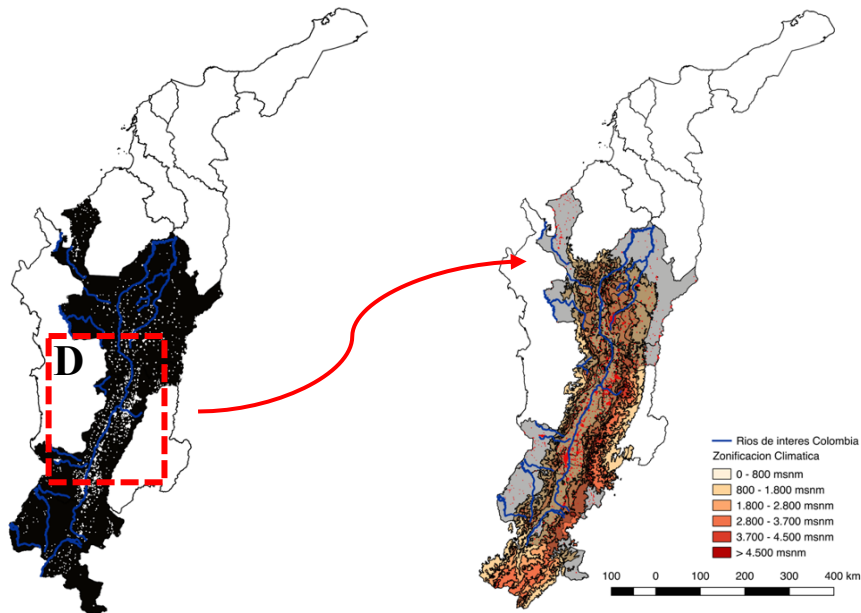 D
Rios de interes Colombia
Zonificacion Climatica
0 - 800 msnm
800 - 1.800 msnm
1.800 - 2.800 msnm
2.800 - 3.700 msnm
3.700 - 4.500 msnm
> 4.500 msnm
100 0 100 200 300 400 km